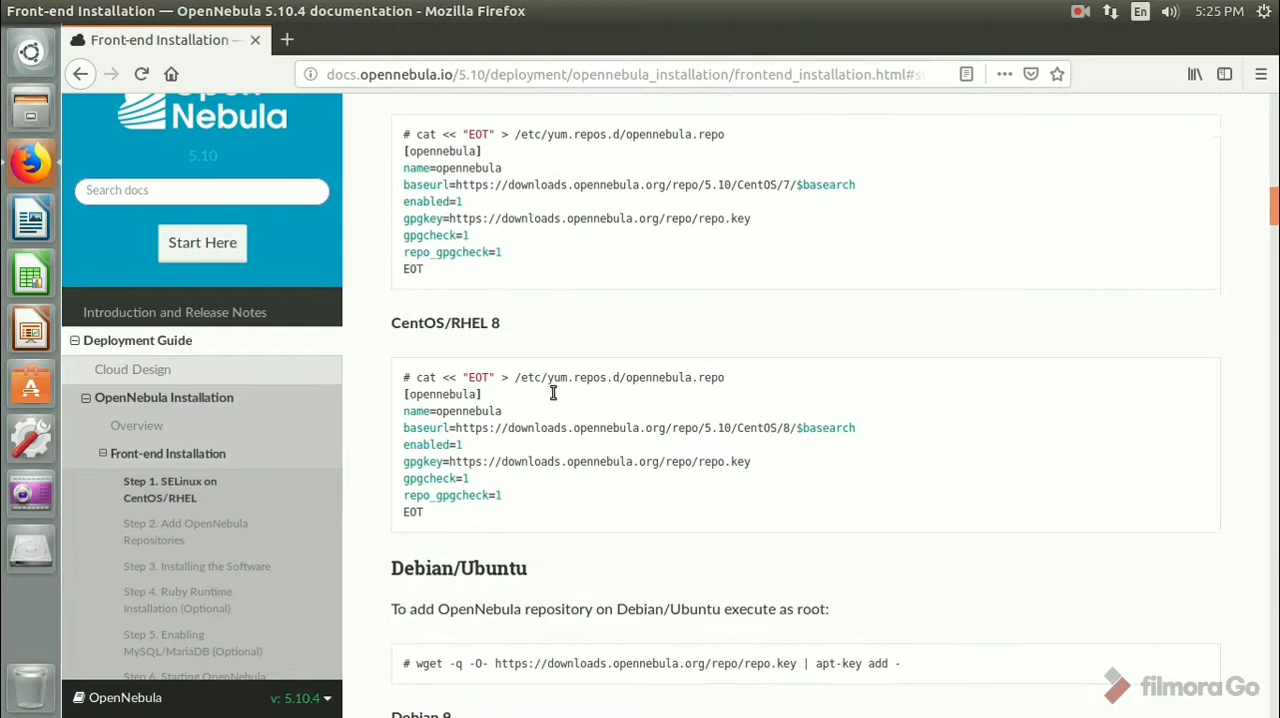 Front-end Installation — OpenNebula 5.10.4 documentation - Mozilla Firefox
En
5:25 PM
Front-end Installation —
docs.opennebula.io/5.10/deployment/opennebula_installation/frontend_installation.html#s
Open
Nebula
5.10
Search docs
Start Here
Introduction and Release Notes
Deployment Guide
Cloud Design
OpenNebula Installation
Overview
Front-end Installation
Step 1. SELinux on
CentOS/RHEL
Step 2. Add OpenNebula
Repositories
Step 3. Installing the Software
Step 4. Ruby Runtime
Installation (Optional)
Step 5. Enabling
MySQL/MariaDB (Optional)
Step 6. Starting OpenNebula
OpenNebula
v: 5.10.4
# cat << "EOT" > /etc/yum.repos.d/opennebula.repo
[opennebula]
name=opennebula
baseurl=https://downloads.opennebula.org/repo/5.10/CentOS/7/$basearch
enabled=1
gpgkey=https://downloads.opennebula.org/repo/repo.key
gpgcheck=1
repo_gpgcheck=1
EOT
CentOS/RHEL 8
# cat << "EOT" > /etc/yum.repos.d/opennebula.repo
[opennebula]
name=opennebula
baseurl=https://downloads.opennebula.org/repo/5.10/CentOS/8/$basearch
enabled=1
gpgkey=https://downloads.opennebula.org/repo/repo.key
gpgcheck=1
repo_gpgcheck=1
EOT
Debian/Ubuntu
To add OpenNebula repository on Debian/Ubuntu execute as root:
# wget -q -O- https://downloads.opennebula.org/repo/repo.key | apt-key add -
Debian 9
filmoraGo